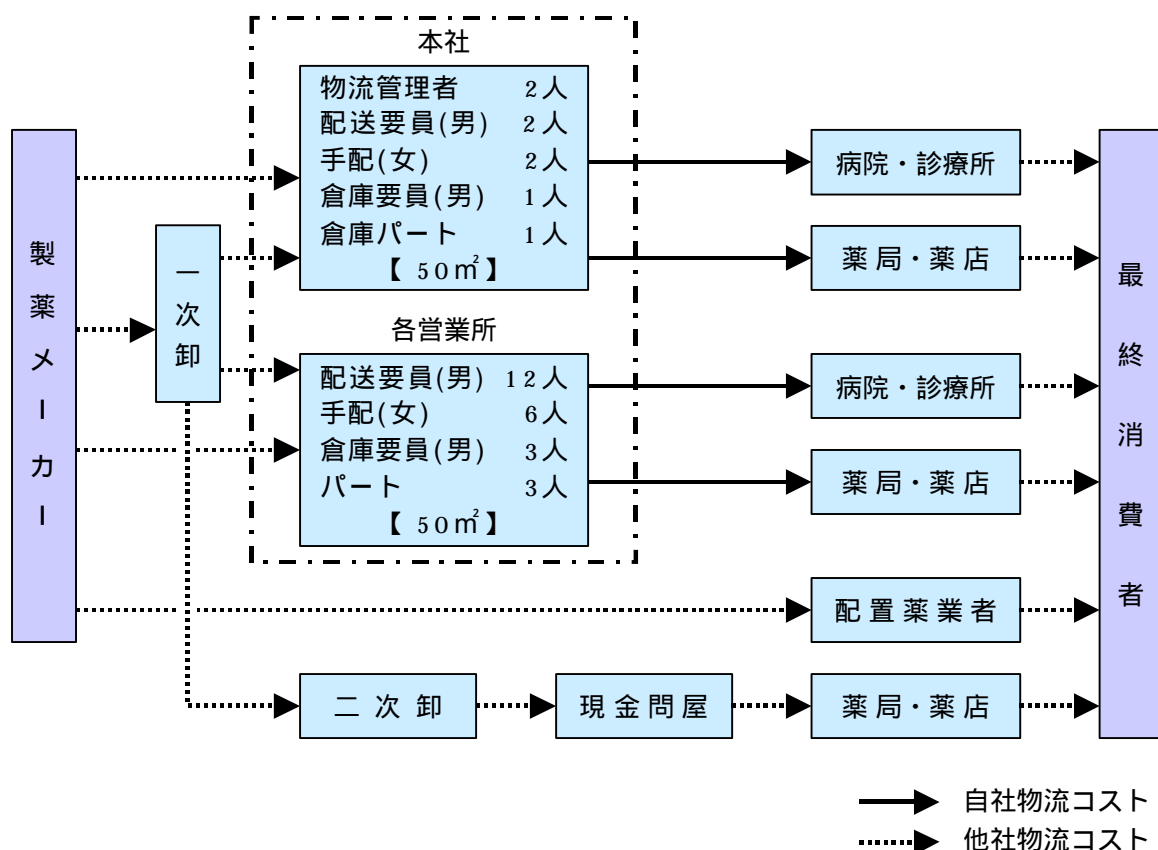 本社
物流管理者 2人
配送要員(男) 2人
手配(女) 2人
倉庫要員(男) 1人
倉庫パート 1人
【 50㎡ 】
各営業所
配送要員(男) 12人
手配(女) 6人
倉庫要員(男) 3人
パート 3人
【 50㎡ 】
製薬メーカー
一次卸
病院・診療所
薬局・薬店
病院・診療所
薬局・薬店
配置薬業者
二次卸
現金問屋
薬局・薬店
最終消費者
自社物流コスト
他社物流コスト